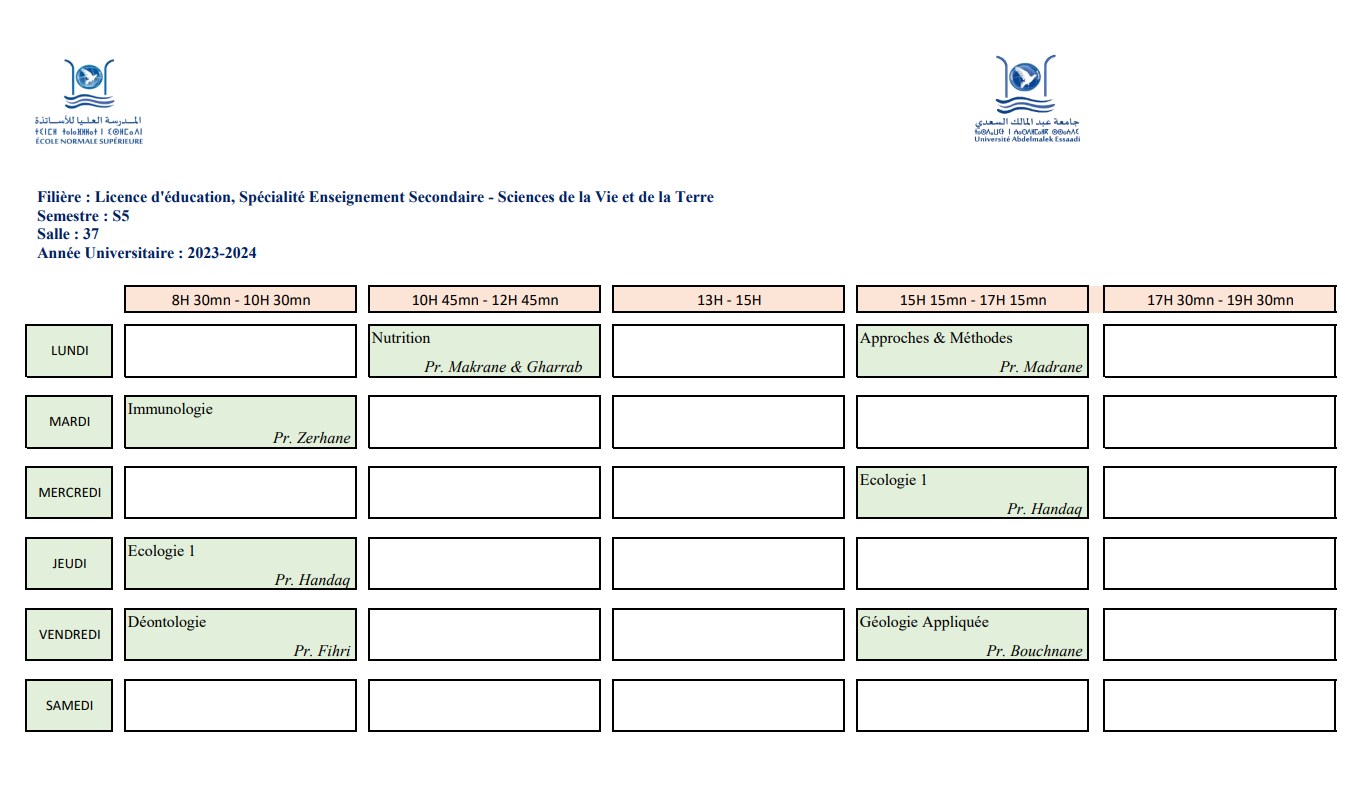 المدرسة العليا للأساتذة
ÉCOLE NORMALE SUPÉRIEURE
جامعة عبد المالك السعدي
Université Abdelmalek Essaadi
Filière : Licence d'éducation, Spécialité Enseignement Secondaire - Sciences de la Vie et de la Terre
Semestre : S5
Salle : 37
Année Universitaire : 2023-2024
8H 30mn - 10H 30mn 10H 45mn - 12H 45mn 13H - 15H 15H 15mn - 17H 15mn 17H 30mn - 19H 30mn
LUNDI
Nutrition
Pr. Makrane & Gharrab
Approches & Méthodes
Pr. Madrane
MARDI
Immunologie
Pr. Zerhane
MERCREDI
Ecologie 1
Pr. Handaq
JEUDI
Ecologie 1
Pr. Handaq
VENDREDI
Déontologie
Pr. Fihri
Géologie Appliquée
Pr. Bouchnane
SAMEDI